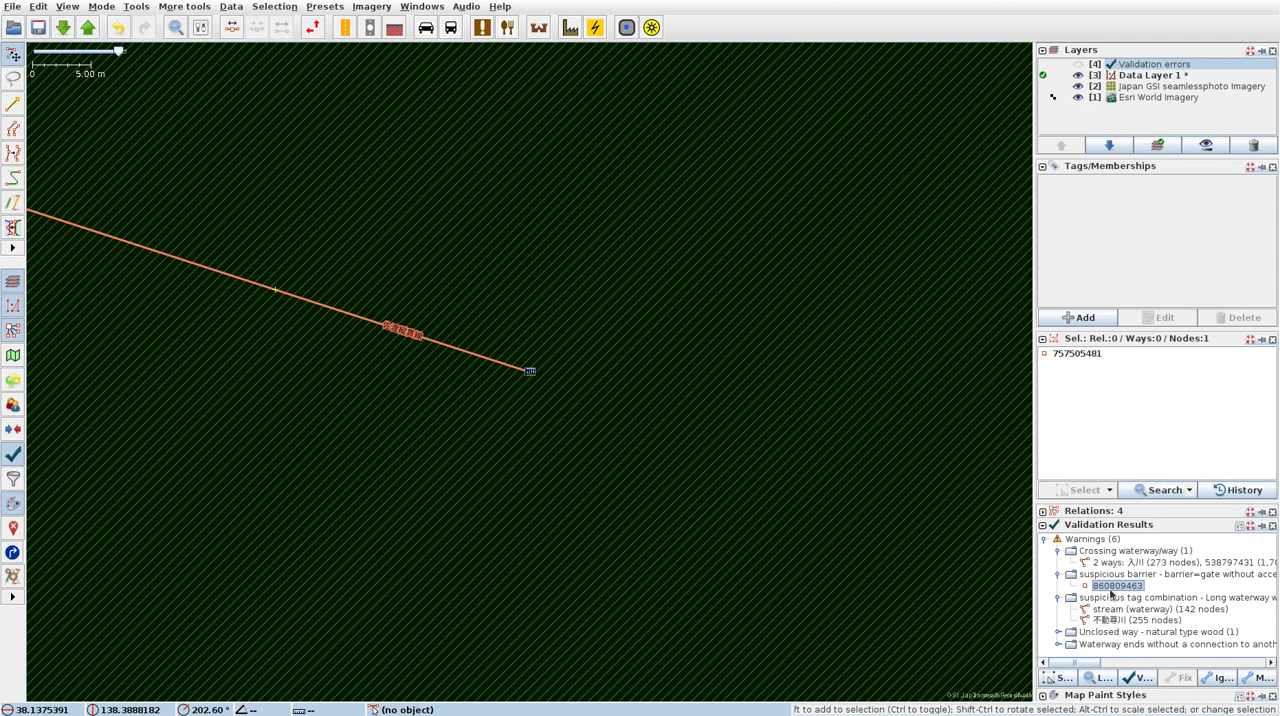 File Edit View Mode Tools More tools Data Selection Presets Imagery Windows Audio Help
0 5.00 m
Layers
[4] Validation errors
[3] Data Layer 1 *
[2] Japan GSI seamlessphoto Imagery
[1] Esri World Imagery
Tags/Memberships
Add Edit Delete
Sel.: Rel.:0 / Ways:0 / Nodes:1
757505481
Select Search History
Relations: 4
Validation Results
Warnings (6)
Crossing waterway/way (1)
2 ways: 入川 (273 nodes), 538797431 (1,70
suspicious barrier - barrier=gate without acce
860809463
suspicious tag combination - Long waterway w
stream (waterway) (142 nodes)
不動尊川 (255 nodes)
Unclosed way - natural type wood (1)
Waterway ends without a connection to anoth
S... L... V... Fix Ig... M...
Map Paint Styles
38.1375391 138.3888182 202.60 ° -- -- (no object) ft to add to selection (Ctrl to toggle); Shift-Ctrl to rotate selected; Alt-Ctrl to scale selected; or change selection